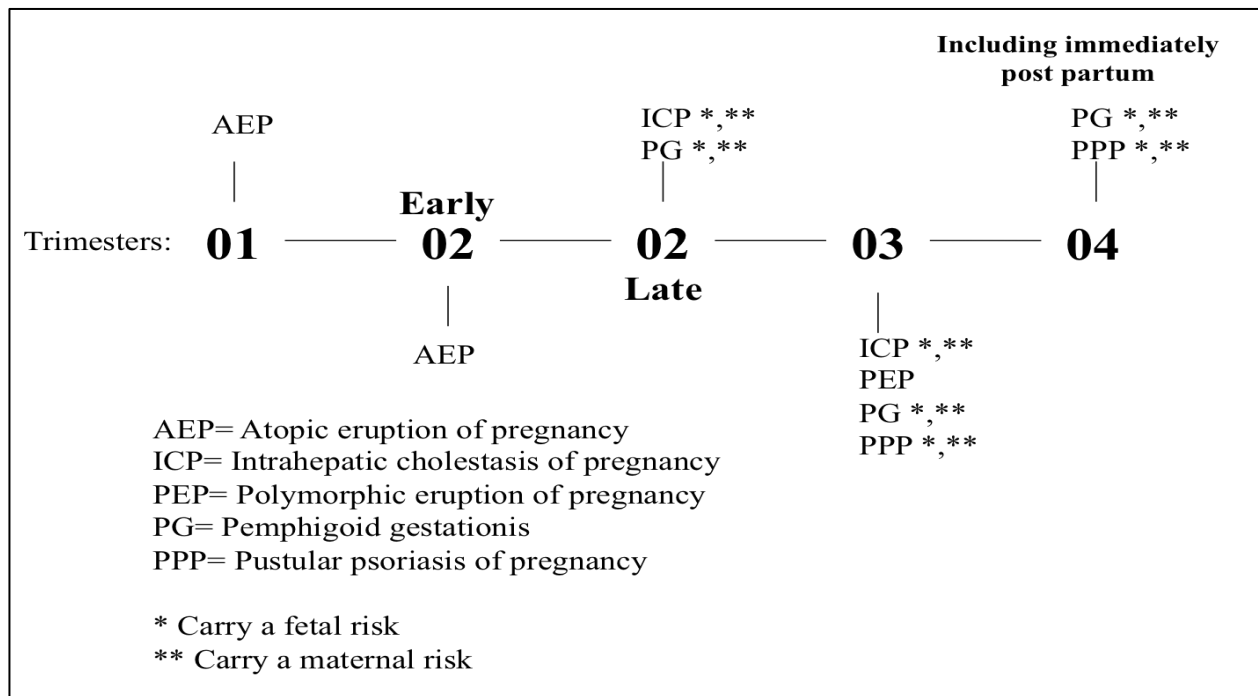 Including immediately
post partum
AEP
ICP *,**
PG *,**
PG *,**
PPP *,**
Early
Trimesters: 01 02 02 03 04
Late
AEP
ICP *,**
PEP
PG *,**
PPP *,**
AEP= Atopic eruption of pregnancy
ICP= Intrahepatic cholestasis of pregnancy
PEP= Polymorphic eruption of pregnancy
PG= Pemphigoid gestationis
PPP= Pustular psoriasis of pregnancy
* Carry a fetal risk
** Carry a maternal risk